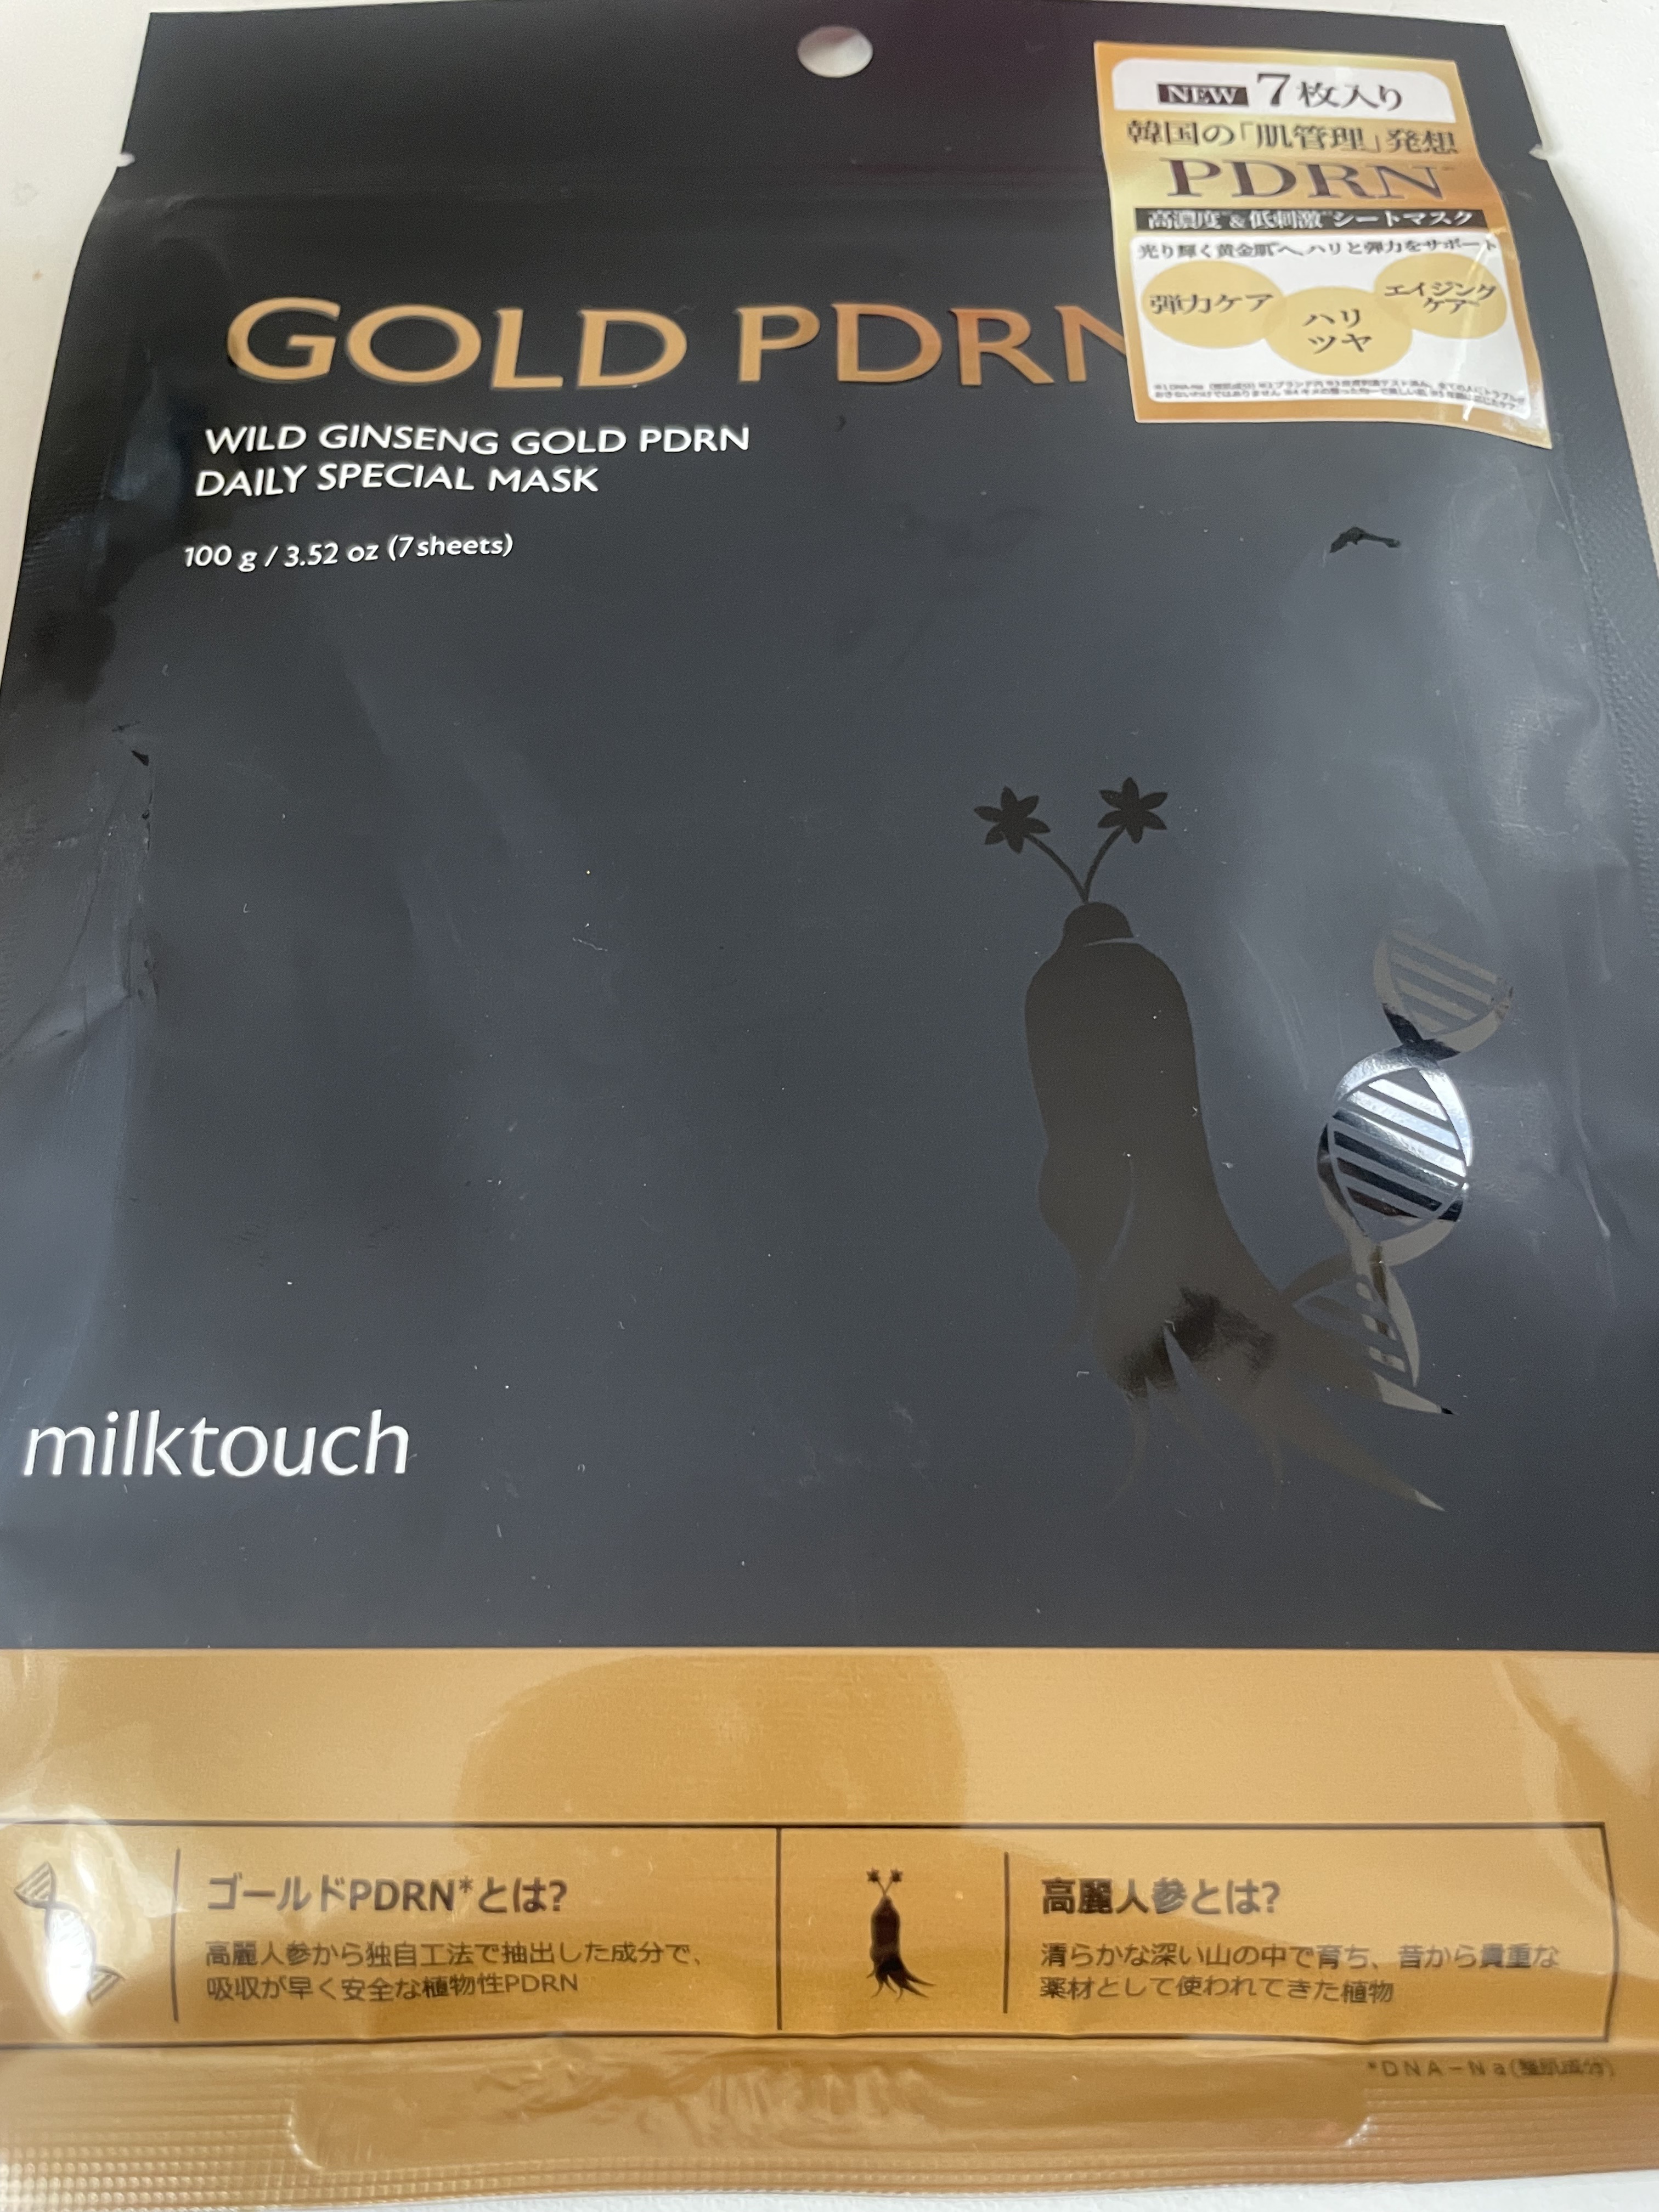 NEW 7枚入り
韓国の「肌管理」発想
PDRN
高濃度＆低刺激シートマスク
光り輝く黄金肌へ、ハリと弾力をサポート
弾力ケア
ハリ
ツヤ
エイジング
ケア
GOLD PDRN
WILD GINSENG GOLD PDRN
DAILY SPECIAL MASK
100 g / 3.52 oz (7 sheets)
milktouch
ゴールドPDRN*とは?
高麗人参から独自工法で抽出した成分で、
吸収が早く安全な植物性PDRN
高麗人参とは?
清らかな深い山の中で育ち、昔から貴重な
薬材として使われてきた植物
*DNA-Na(整肌成分)